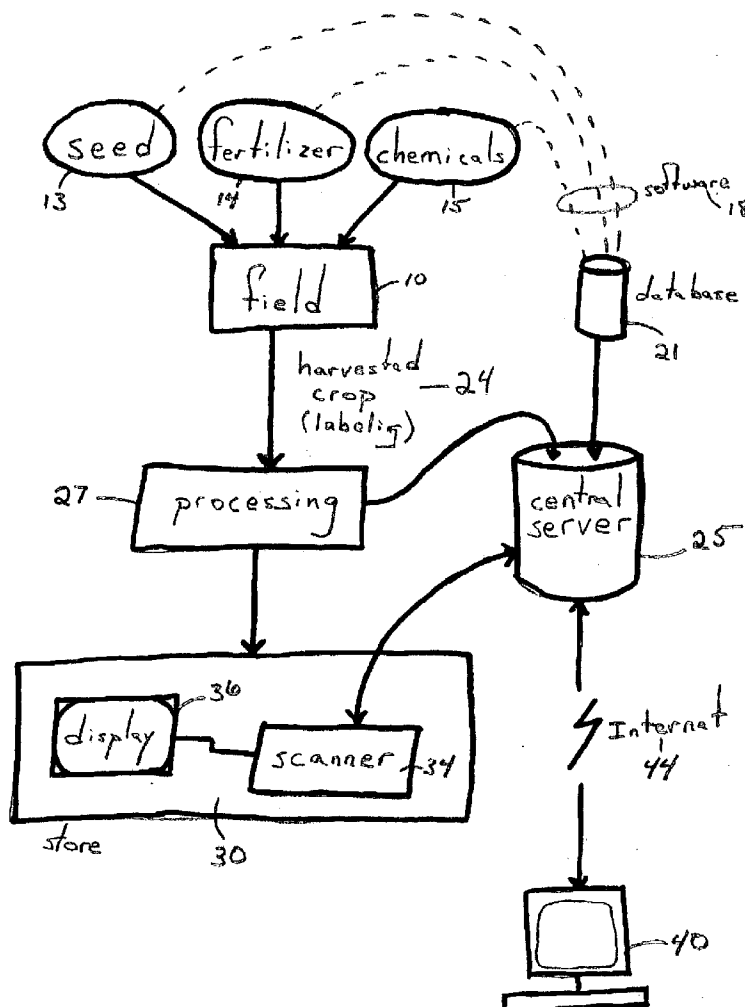 seed
13
fertilizer
14
chemicals
15
software
18
field
10
database
21
harvested
crop
(labeling)
24
27
processing
central
server
25
display
36
scanner
34
Internet
44
store
30
40